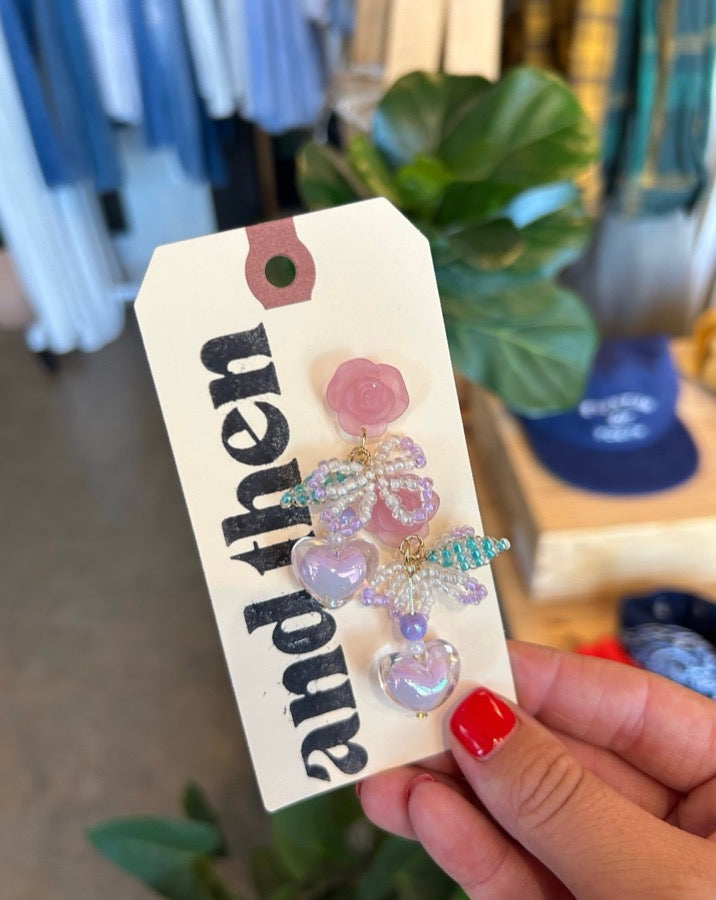 and then